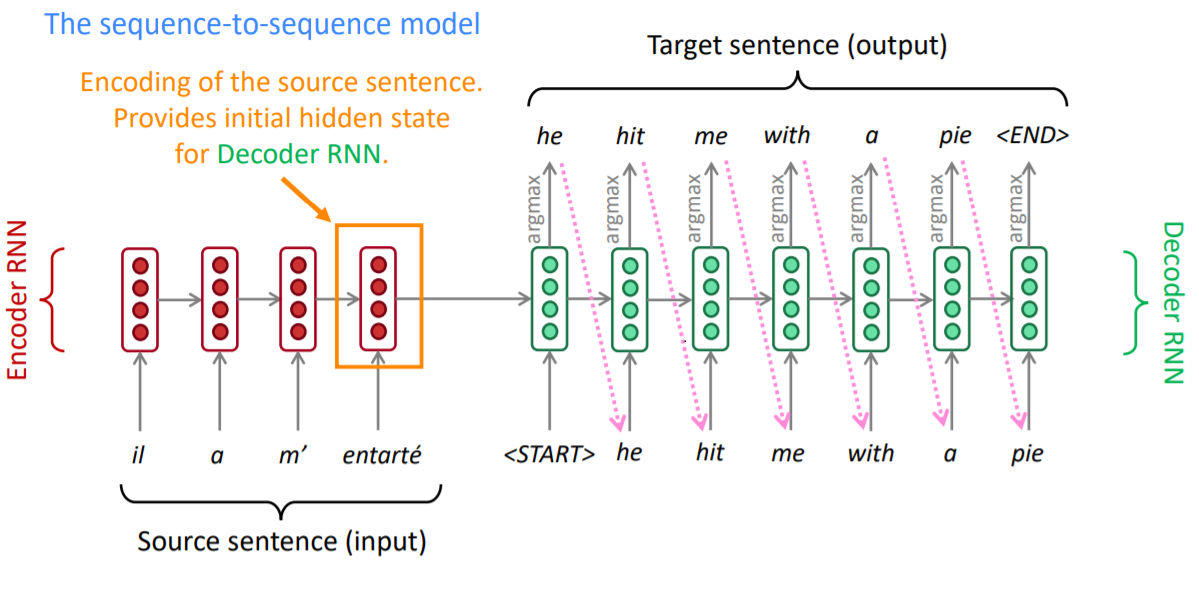 The sequence-to-sequence model
Target sentence (output)
Encoding of the source sentence.
Provides initial hidden state
for Decoder RNN.
he hit me with a pie <END>
argmax argmax argmax argmax argmax argmax argmax
Encoder RNN
Decoder RNN
il a m’ entarté
<START> he hit me with a pie
Source sentence (input)